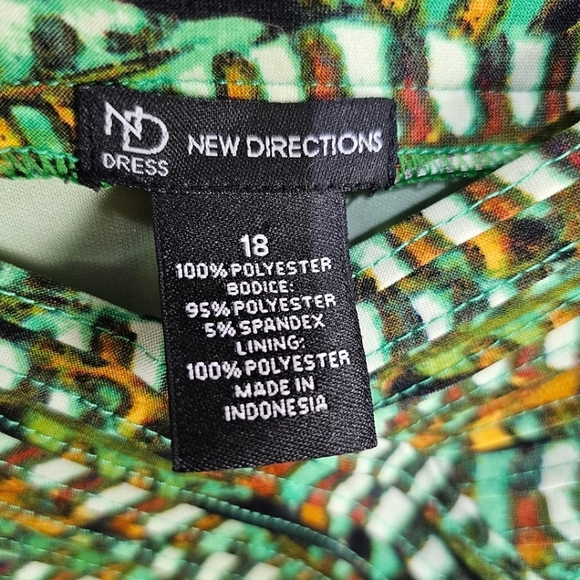 ND
DRESS
NEW DIRECTIONS
18
100% POLYESTER
BODICE:
95% POLYESTER
5% SPANDEX
LINING:
100% POLYESTER
MADE IN
INDONESIA